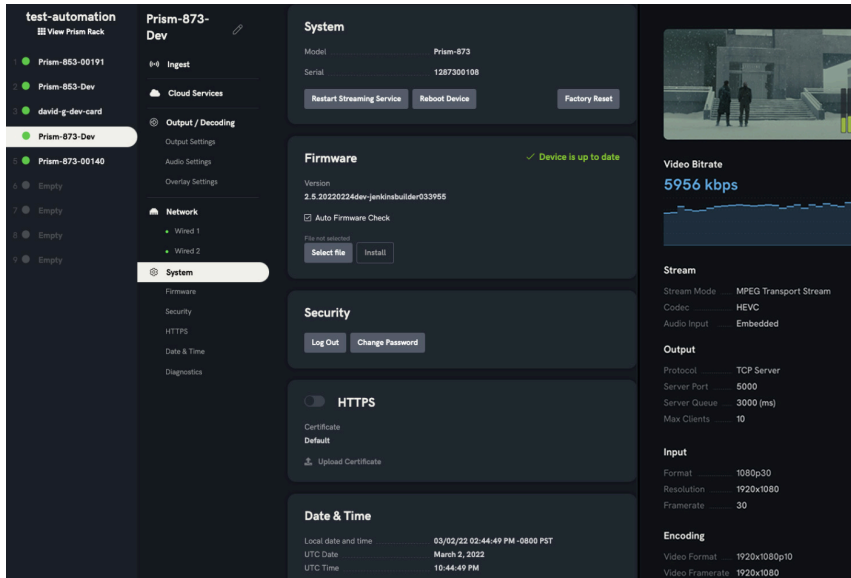 test-automation
View Prism Rack
1 Prism-853-00191
2 Prism-853-Dev
3 david-g-dev-card
Prism-873-Dev
5 Prism-873-00140
6 Empty
7 Empty
8 Empty
9 Empty
Prism-873-
Dev
Ingest
Cloud Services
Output / Decoding
Output Settings
Audio Settings
Overlay Settings
Network
Wired 1
Wired 2
System
Firmware
Security
HTTPS
Date & Time
Diagnostics
System
Model Prism-873
Serial 1287300108
Restart Streaming Service Reboot Device Factory Reset
Firmware Device is up to date
Version
2.5.20220224dev-jenkinsbuilder033955
Auto Firmware Check
File not selected
Select file Install
Security
Log Out Change Password
HTTPS
Certificate
Default
Upload Certificate
Date & Time
Local date and time 03/02/22 02:44:49 PM -0800 PST
UTC Date March 2, 2022
UTC Time 10:44:49 PM
Video Bitrate
5956 kbps
Stream
Stream Mode MPEG Transport Stream
Codec HEVC
Audio Input Embedded
Output
Protocol TCP Server
Server Port 5000
Server Queue 3000 (ms)
Max Clients 10
Input
Format 1080p30
Resolution 1920x1080
Framerate 30
Encoding
Video Format 1920x1080p10
Video Framerate 1920x1080